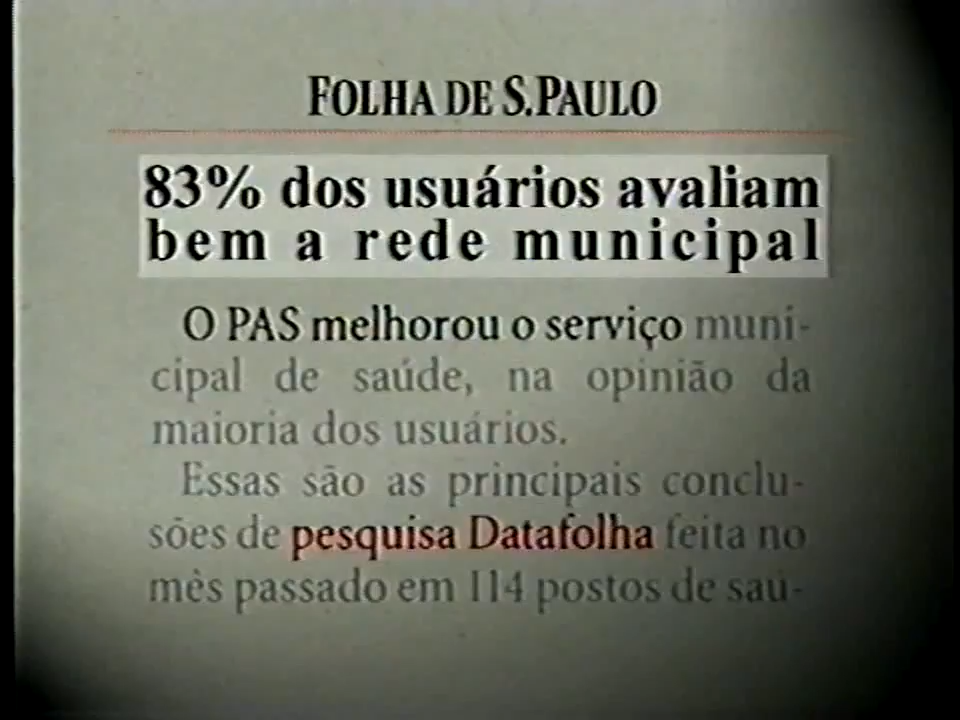 FOLHA DE S.PAULO
83% dos usuários avaliam
bem a rede municipal
O PAS melhorou o serviço muni-
cipal de saúde, na opinião da
maioria dos usuários.
Essas são as principais conclu-
sões de pesquisa Datafolha feita no
mês passado em 114 postos de saú-